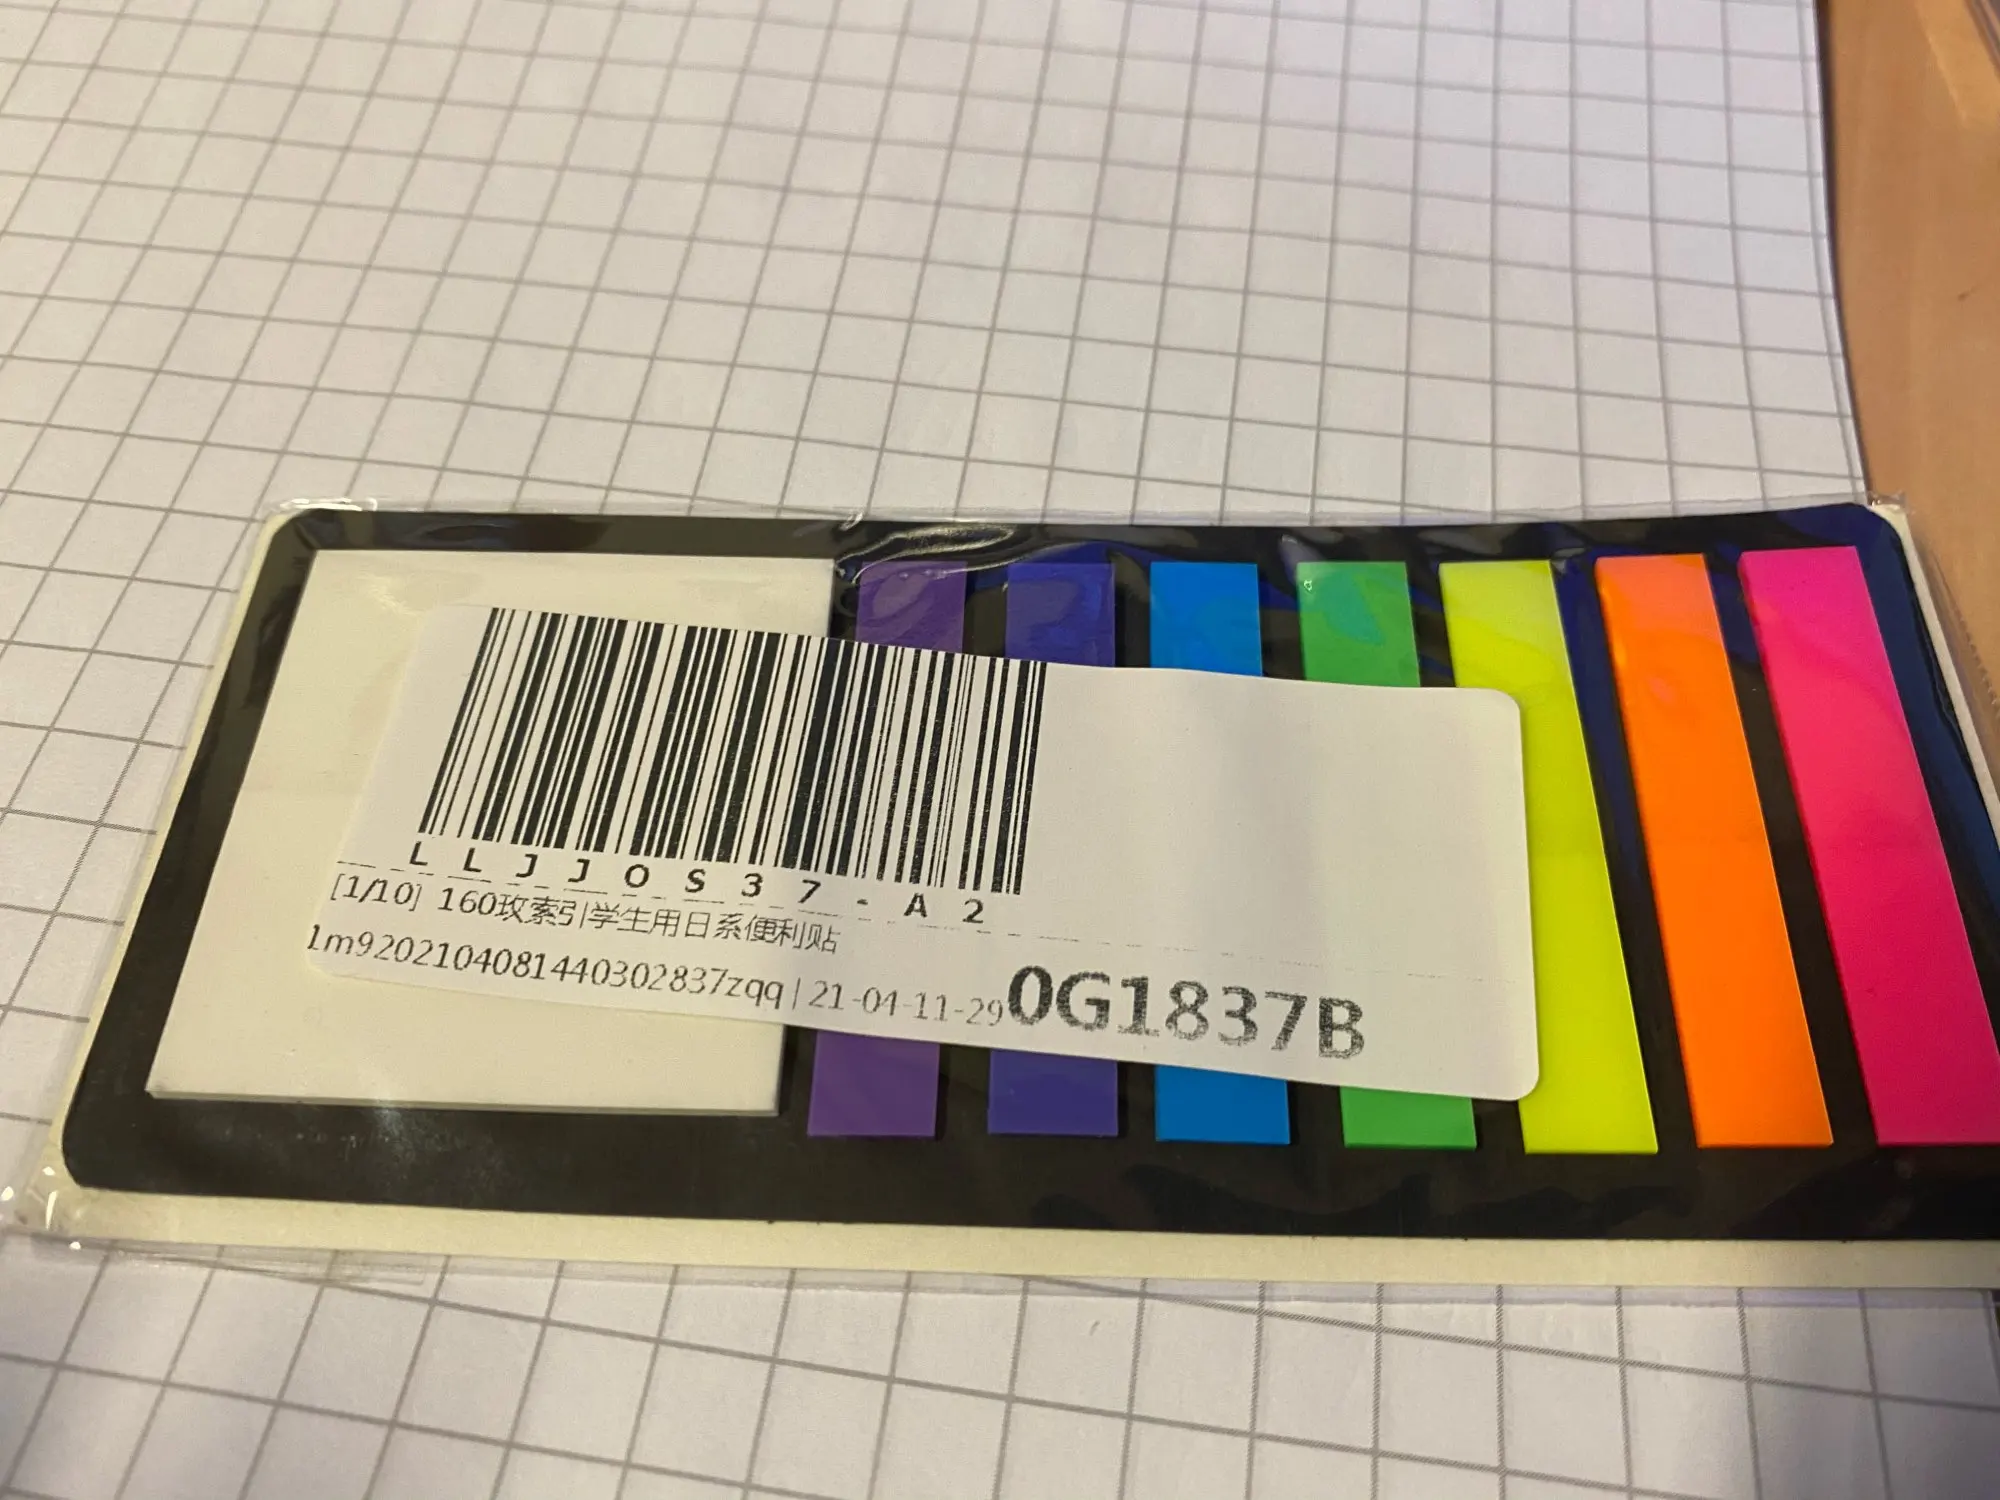 LLJJOS37-A2
[1/10] 160玫索引学生用日系便利贴
1m9202104081440302837zqq | 21-04-11-29 0G1837B